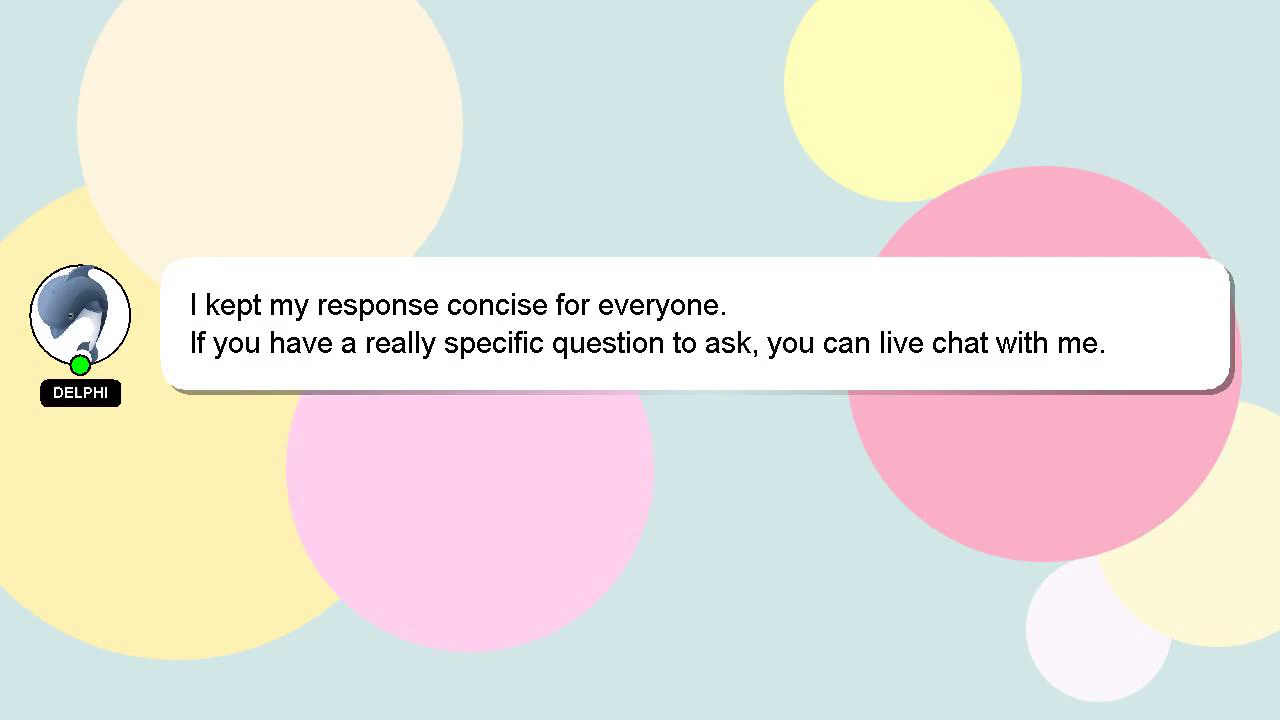 I kept my response concise for everyone.
If you have a really specific question to ask, you can live chat with me.
DELPHI